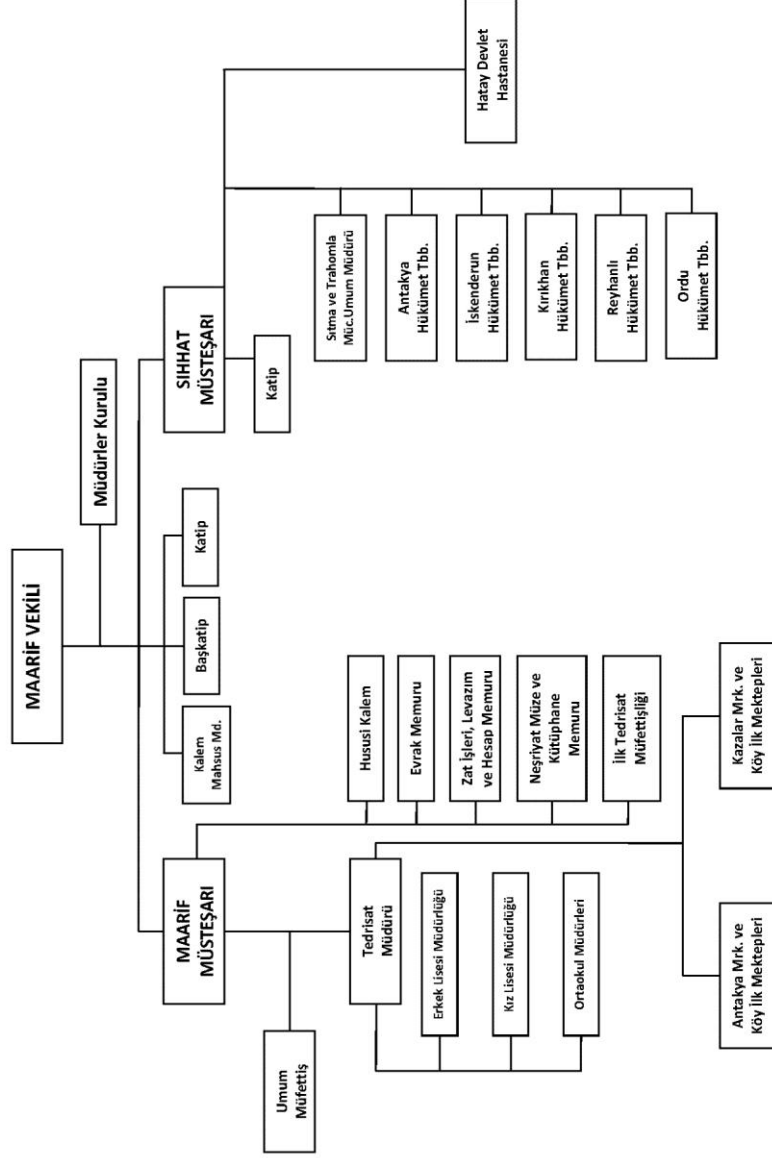 MAARİF VEKİLİ
Müdürler Kurulu
Kalem
Mahsus Md.
Başkatip
Katip
MAARİF
MÜSTEŞARI
SIHHAT
MÜSTEŞARI
Umum
Müfettiş
Katip
Tedrisat
Müdürü
Hususi Kalem
Evrak Memuru
Zat İşleri, Levazım
ve Hesap Memuru
Neşriyat Müze ve
Kütüphane
Memuru
İlk Tedrisat
Müfettişliği
Erkek Lisesi Müdürlüğü
Kız Lisesi Müdürlüğü
Ortaokul Müdürleri
Antakya Mrk. ve
Köy İlk Mektepleri
Kazalar Mrk. ve
Köy İlk Mektepleri
Sıtma ve Trahomla
Müc.Umum Müdürü
Antakya
Hükümet Tbb.
İskenderun
Hükümet Tbb.
Kırıkhan
Hükümet Tbb.
Reyhanlı
Hükümet Tbb.
Ordu
Hükümet Tbb.
Hatay Devlet
Hastanesi